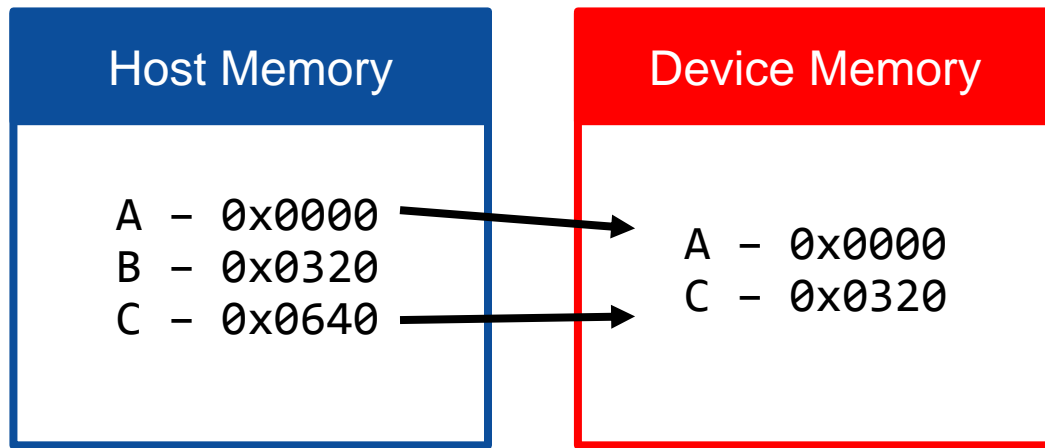 Host Memory
A – 0x0000
B – 0x0320
C – 0x0640
Device Memory
A – 0x0000
C – 0x0320